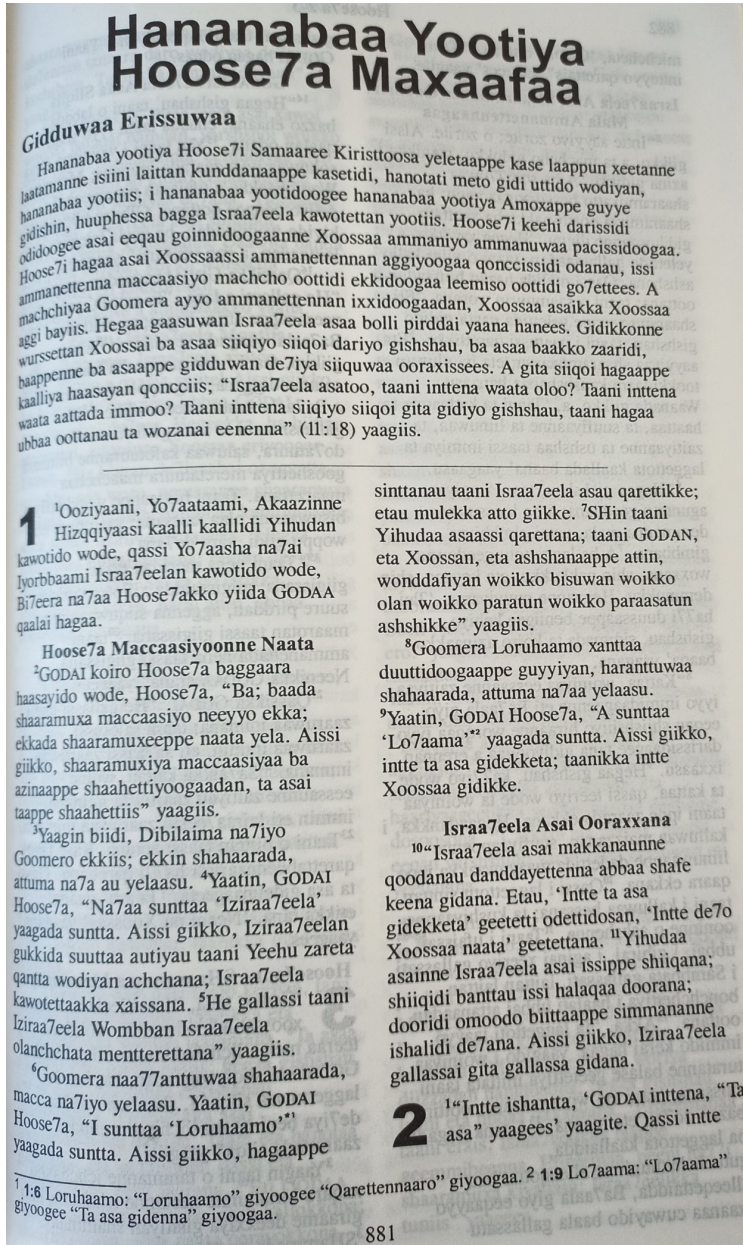 Hananabaa Yootiya
Hoose7a Maxaafaa
Gidduwaa Erissuwaa
Hananabaa yootiya Hoose7i Samaaree Kiristtoosa yeletaappe kase laappun xeetanne
laatamanne isiini laittan kunddanaappe kasetidi, hanotati meto gidi uttido wodiyan,
hananabaa yootiis; i hananabaa yootidoogee hananabaa yootiya Amoxappe guyye
gidishin, huuphessa bagga Israa7eela kawotettan yootiis. Hoose7i keehi darissidi
odidoogee asai eeqau goinnidoogaanne Xoossaa ammaniyo ammanuwaa pacissidoogaa.
Hoose7i hagaa asai Xoossaassi ammanettennan aggiyoogaa qonccissidi odanau, issi
ammanettenna maccaasiyo machcho oottidi ekkidoogaa leemiso oottidi go7ettees. A
machchiyaa Goomera ayyo ammanettennan ixxidoogaadan, Xoossaa asaikka Xoossaa
aggi bayiis. Hegaa gaasuwan Israa7eela asaa bolli pirddai yaana hanees. Gidikkonne
wurssettan Xoossai ba asaa siiqiyo siiqoi dariyo gishshau, ba asaa baakko zaaridi,
baappenne ba asaappe gidduwan de7iya siiquwaa ooraxissees. A gita siiqoi hagaappe
kaalliya haasayan qoncciis; “Israa7eela asatoo, taani inttena waata oloo? Taani inttena
waata aattada immoo? Taani inttena siiqiyo siiqoi gita gidiyo gishshau, taani hagaa
ubbaa oottanau ta wozanai eenenna” (11:18) yaagiis.
1 ¹Ooziyaani, Yo7aataami, Akaazinne
Hizqqiyaasi kaalli kaallidi Yihudan
kawotido wode, qassi Yo7aasha na7ai
Iyorbbaami Israa7eelan kawotido wode,
Bi7eera na7aa Hoose7akko yiida GODAA
qaalai hagaa.
Hoose7a Maccaasiyoonne Naata
²GODAI koiro Hoose7a baggaara
haasayido wode, Hoose7a, “Ba; baada
shaaramuxa maccaasiyo neeyyo ekka;
ekkada shaaramuxeeppe naata yela. Aissi
giikko, shaaramuxiya maccaasiyaa ba
azinaappe shaahettiyoogaadan, ta asai
taappe shaahettiis” yaagiis.
³Yaagin biidi, Dibilaima na7iyo
Goomero ekkiis; ekkin shahaarada,
attuma na7a au yelaasu. ⁴Yaatin, GODAI
Hoose7a, “Na7aa sunttaa ‘Iziraa7eela’
yaagada suntta. Aissi giikko, Iziraa7eelan
gukkida suuttaa autiyau taani Yeehu zareta
qantta wodiyan achchana; Israa7eela
kawotettaakka xaissana. ⁵He gallassi taani
Iziraa7eela Wombban Israa7eela
olanchchata mentterettana” yaagiis.
⁶Goomera naa77anttuwaa shahaarada,
macca na7iyo yelaasu. Yaatin, GODAI
Hoose7a, “I sunttaa ‘Loruhaamo’*¹
yaagada suntta. Aissi giikko, hagaappe
sinttanau taani Israa7eela asau qarettikke;
etau mulekka atto giikke. ⁷SHin taani
Yihudaa asaassi qarettana; taani GODAN,
eta Xoossan, eta ashshanaappe attin,
wonddafiyan woikko bisuwan woikko
olan woikko paratun woikko paraasatun
ashshikke” yaagiis.
⁸Goomera Loruhaamo xanttaa
duuttidoogaappe guyyiyan, haranttuwaa
shahaarada, attuma na7aa yelaasu.
⁹Yaatin, GODAI Hoose7a, “A sunttaa
‘Lo7aama’*² yaagada suntta. Aissi giikko,
intte ta asa gidekketa; taanikka intte
Xoossaa gidikke.
Israa7eela Asai Ooraxxana
¹⁰“Israa7eela asai makkanaunne
qoodanau danddayettenna abbaa shafe
keena gidana. Etau, ‘Intte ta asa
gidekketa’ geetetti odettidosan, ‘Intte de7o
Xoossaa naata’ geetettana. ¹¹Yihudaa
asainne Israa7eela asai issippe shiiqana;
shiiqidi banttau issi halaqaa doorana;
dooridi omoodo biittaappe simmananne
ishalidi de7ana. Aissi giikko, Iziraa7eela
gallassai gita gallassa gidana.
2 ¹“Intte ishantta, ‘GODAI inttena, “Ta
asa” yaagees’ yaagite. Qassi intte
¹ 1:6 Loruhaamo: “Loruhaamo” giyoogee “Qarettennaaro” giyoogaa. ² 1:9 Lo7aama: “Lo7aama”
giyoogee “Ta asa gidenna” giyoogaa.
881